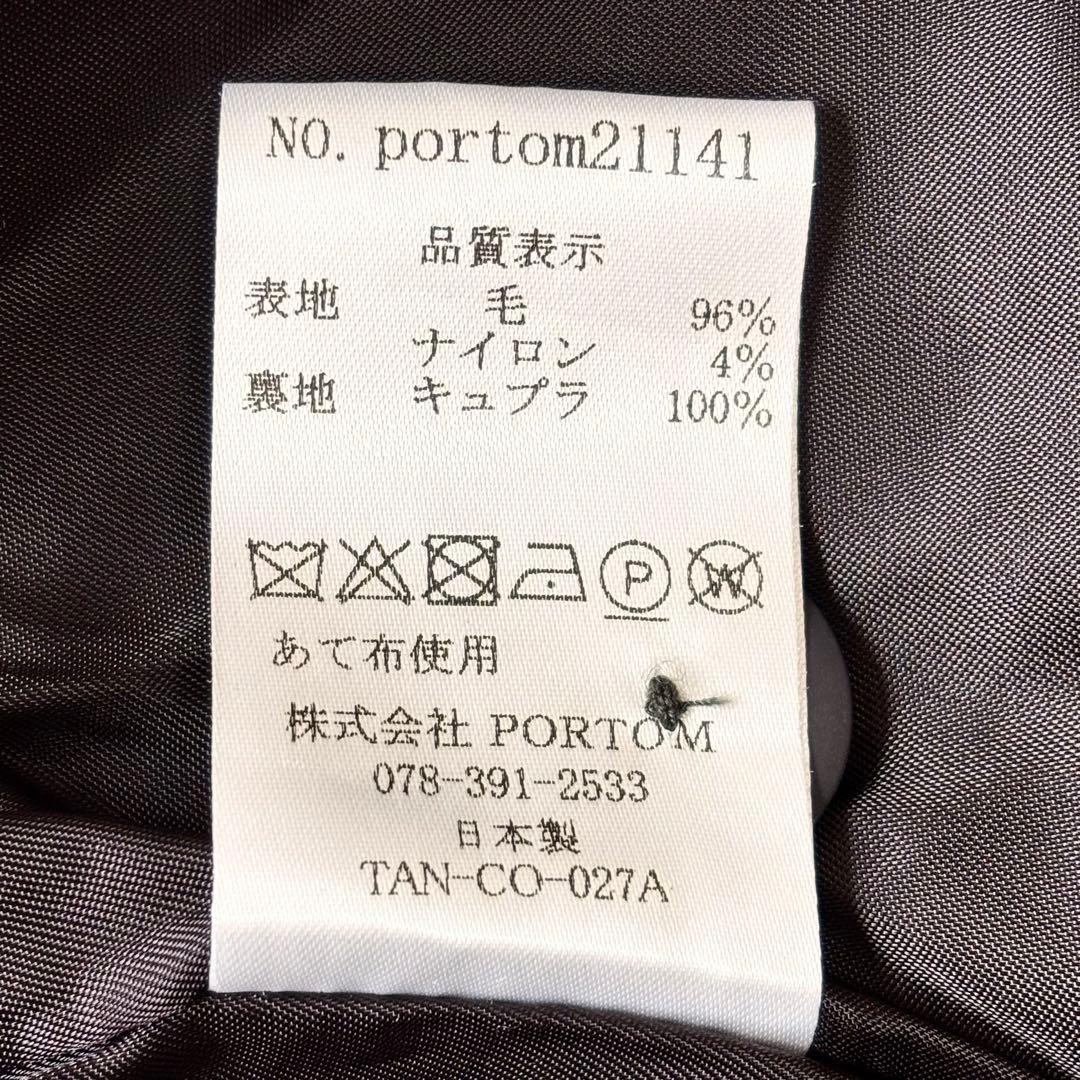 NO. portom21141
品質表示
表地 毛 96%
ナイロン 4%
裏地 キュプラ 100%
P W
あて布使用
株式会社 PORTOM
078-391-2533
日本製
TAN-CO-027A